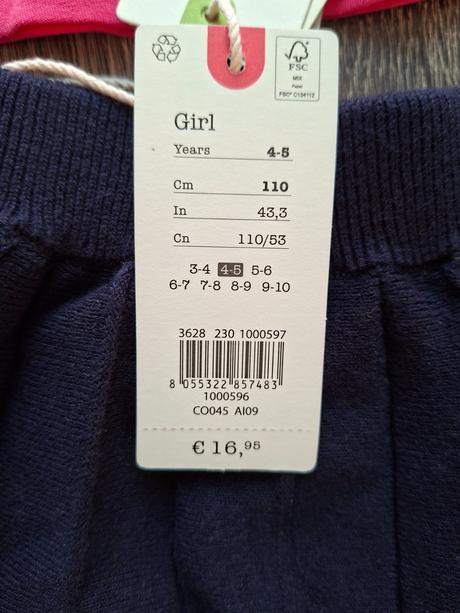 FSC
MIX
Paper
FSC® C134112
Girl
Years 4-5
Cm 110
In 43,3
Cn 110/53
3-4 4-5 5-6
6-7 7-8 8-9 9-10
3628 230 1000597
8 055322 857483
1000596
CO045 AI09
€ 16,95